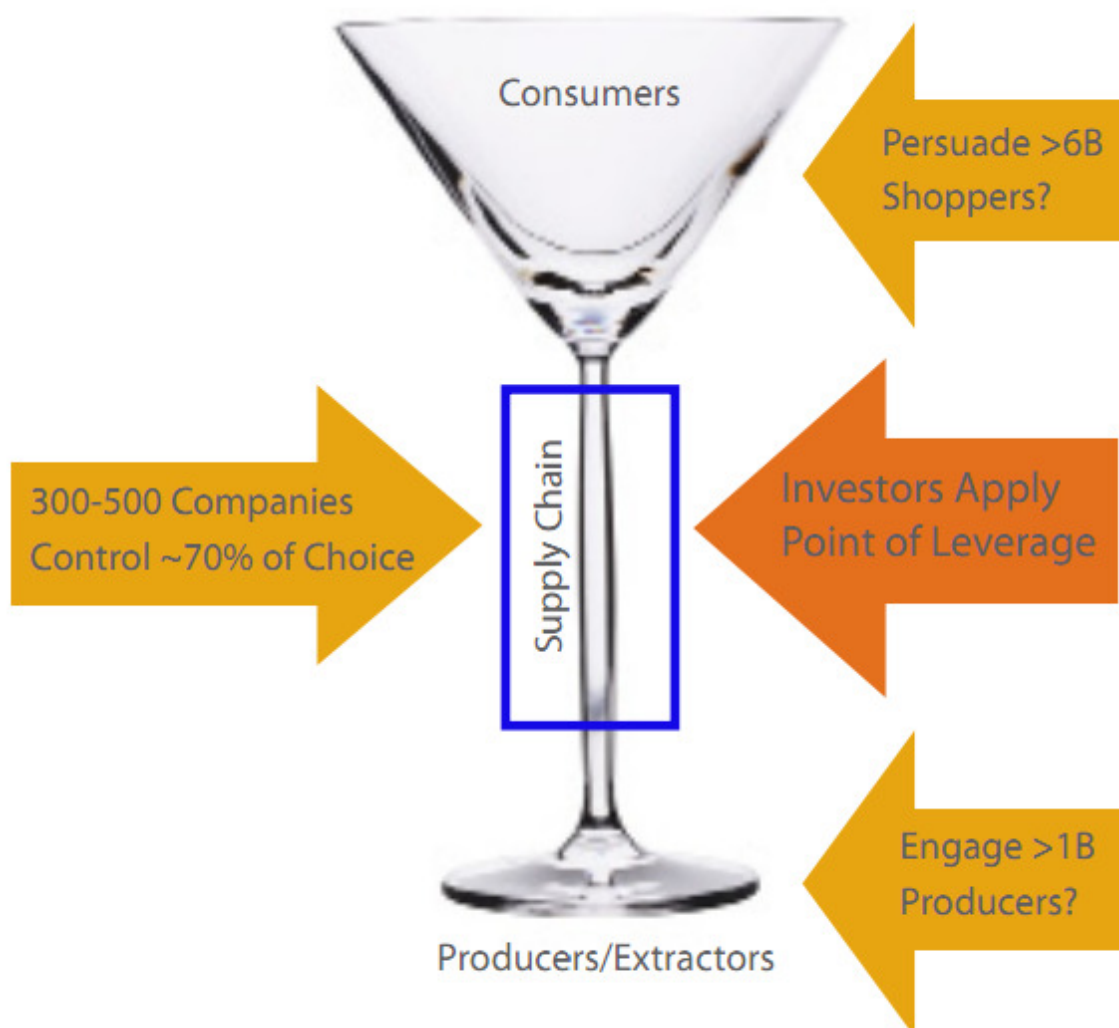 Consumers
Persuade >6B
Shoppers?
300-500 Companies
Control ~70% of Choice
Supply Chain
Investors Apply
Point of Leverage
Engage >1B
Producers?
Producers/Extractors